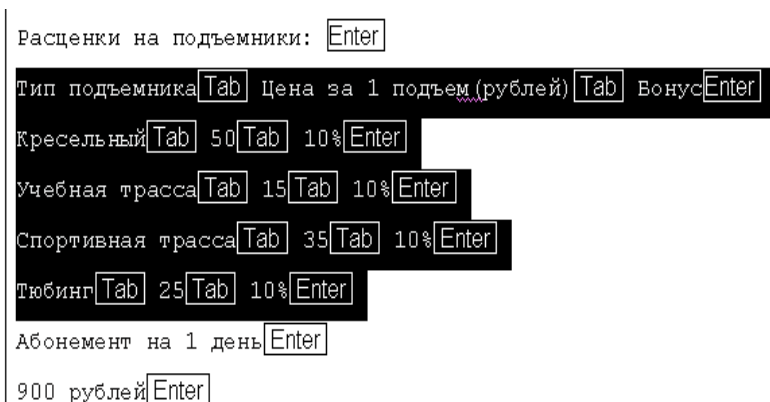 Расценки на подъемники: Enter
Тип подъемника Tab Цена за 1 подъем(рублей) Tab Бонус Enter
Кресельный Tab 50 Tab 10% Enter
Учебная трасса Tab 15 Tab 10% Enter
Спортивная трасса Tab 35 Tab 10% Enter
Тюбинг Tab 25 Tab 10% Enter
Абонемент на 1 день Enter
900 рублей Enter